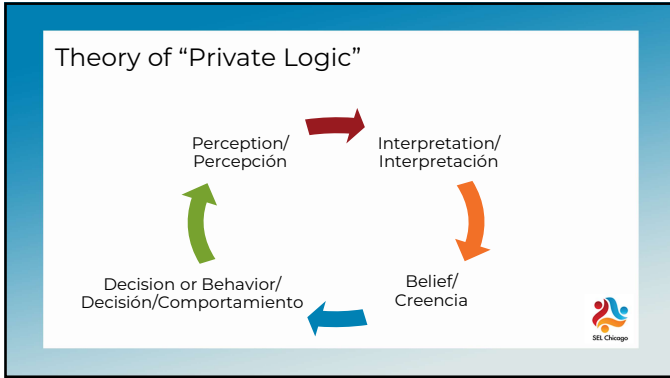 Theory of “Private Logic”
Perception/
Percepción
Interpretation/
Interpretación
Belief/
Creencia
Decision or Behavior/
Decisión/Comportamiento
SEL Chicago